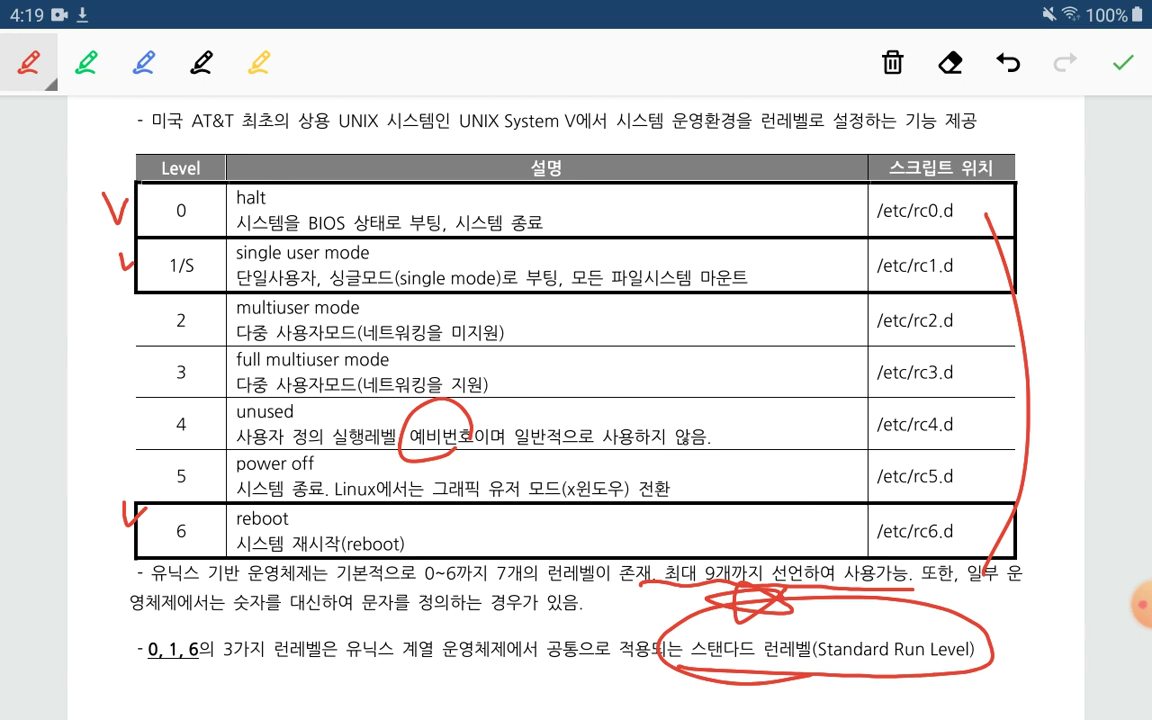 4:19
100%
- 미국 AT&T 최초의 상용 UNIX 시스템인 UNIX System V에서 시스템 운영환경을 런레벨로 설정하는 기능 제공
Level 설명 스크립트 위치
0 halt /etc/rc0.d
시스템을 BIOS 상태로 부팅, 시스템 종료
1/S single user mode /etc/rc1.d
단일사용자, 싱글모드(single mode)로 부팅, 모든 파일시스템 마운트
2 multiuser mode /etc/rc2.d
다중 사용자모드(네트워킹을 미지원)
3 full multiuser mode /etc/rc3.d
다중 사용자모드(네트워킹을 지원)
4 unused /etc/rc4.d
사용자 정의 실행레벨 예비번호이며 일반적으로 사용하지 않음.
5 power off /etc/rc5.d
시스템 종료. Linux에서는 그래픽 유저 모드(x윈도우) 전환
6 reboot /etc/rc6.d
시스템 재시작(reboot)
- 유닉스 기반 운영체제는 기본적으로 0~6까지 7개의 런레벨이 존재. 최대 9개까지 선언하여 사용가능. 또한, 일부 운
영체제에서는 숫자를 대신하여 문자를 정의하는 경우가 있음.
- 0, 1, 6의 3가지 런레벨은 유닉스 계열 운영체제에서 공통으로 적용되는 스탠다드 런레벨(Standard Run Level)